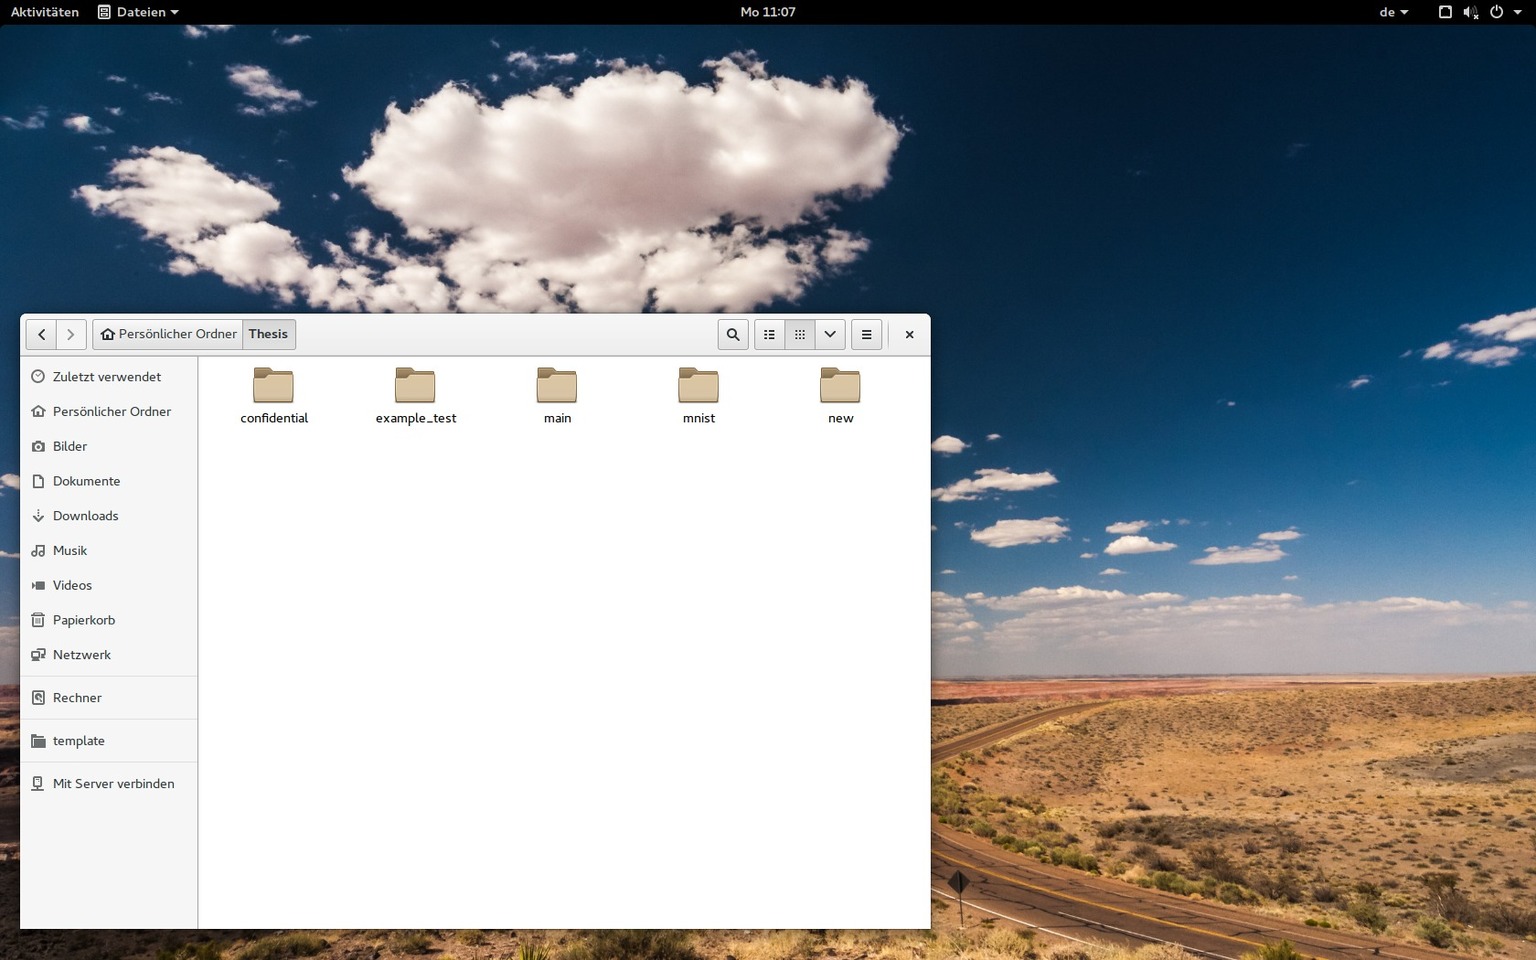 Aktivitäten Dateien Mo 11:07 de
Persönlicher Ordner Thesis
Zuletzt verwendet
Persönlicher Ordner
Bilder
Dokumente
Downloads
Musik
Videos
Papierkorb
Netzwerk
Rechner
template
Mit Server verbinden
confidential example_test main mnist new